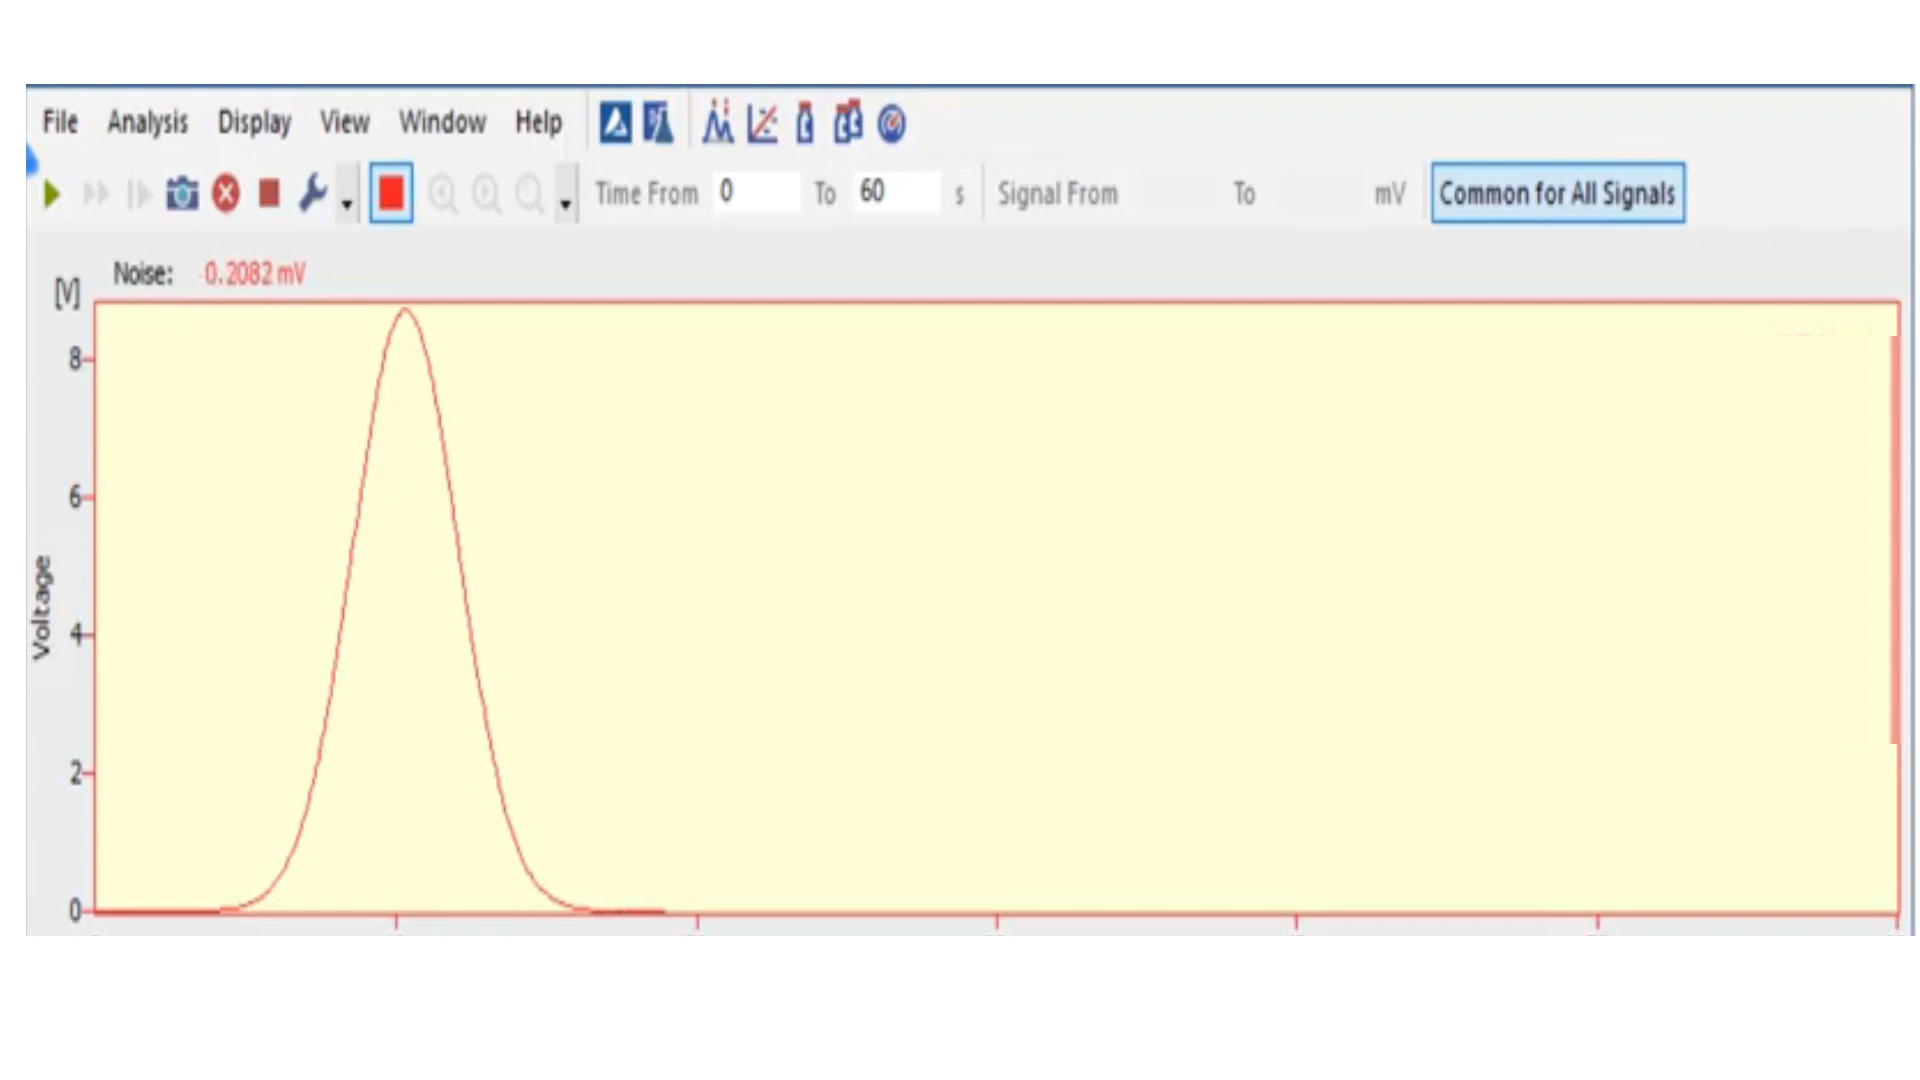 File Analysis Display View Window Help
Time From 0 To 60 s Signal From To mV Common for All Signals
Noise: 0.2082 mV
[V]
8
6
Voltage
4
2
0